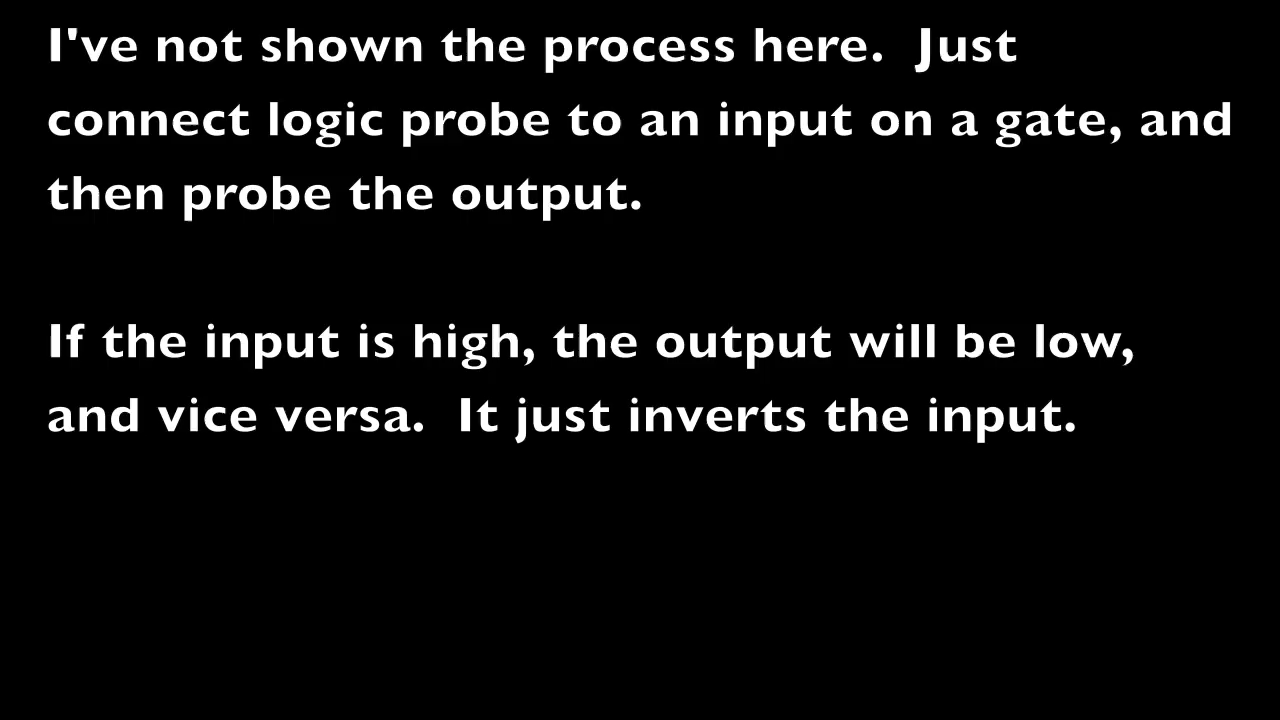 I've not shown the process here.  Just
connect logic probe to an input on a gate, and
then probe the output.
If the input is high, the output will be low,
and vice versa.  It just inverts the input.